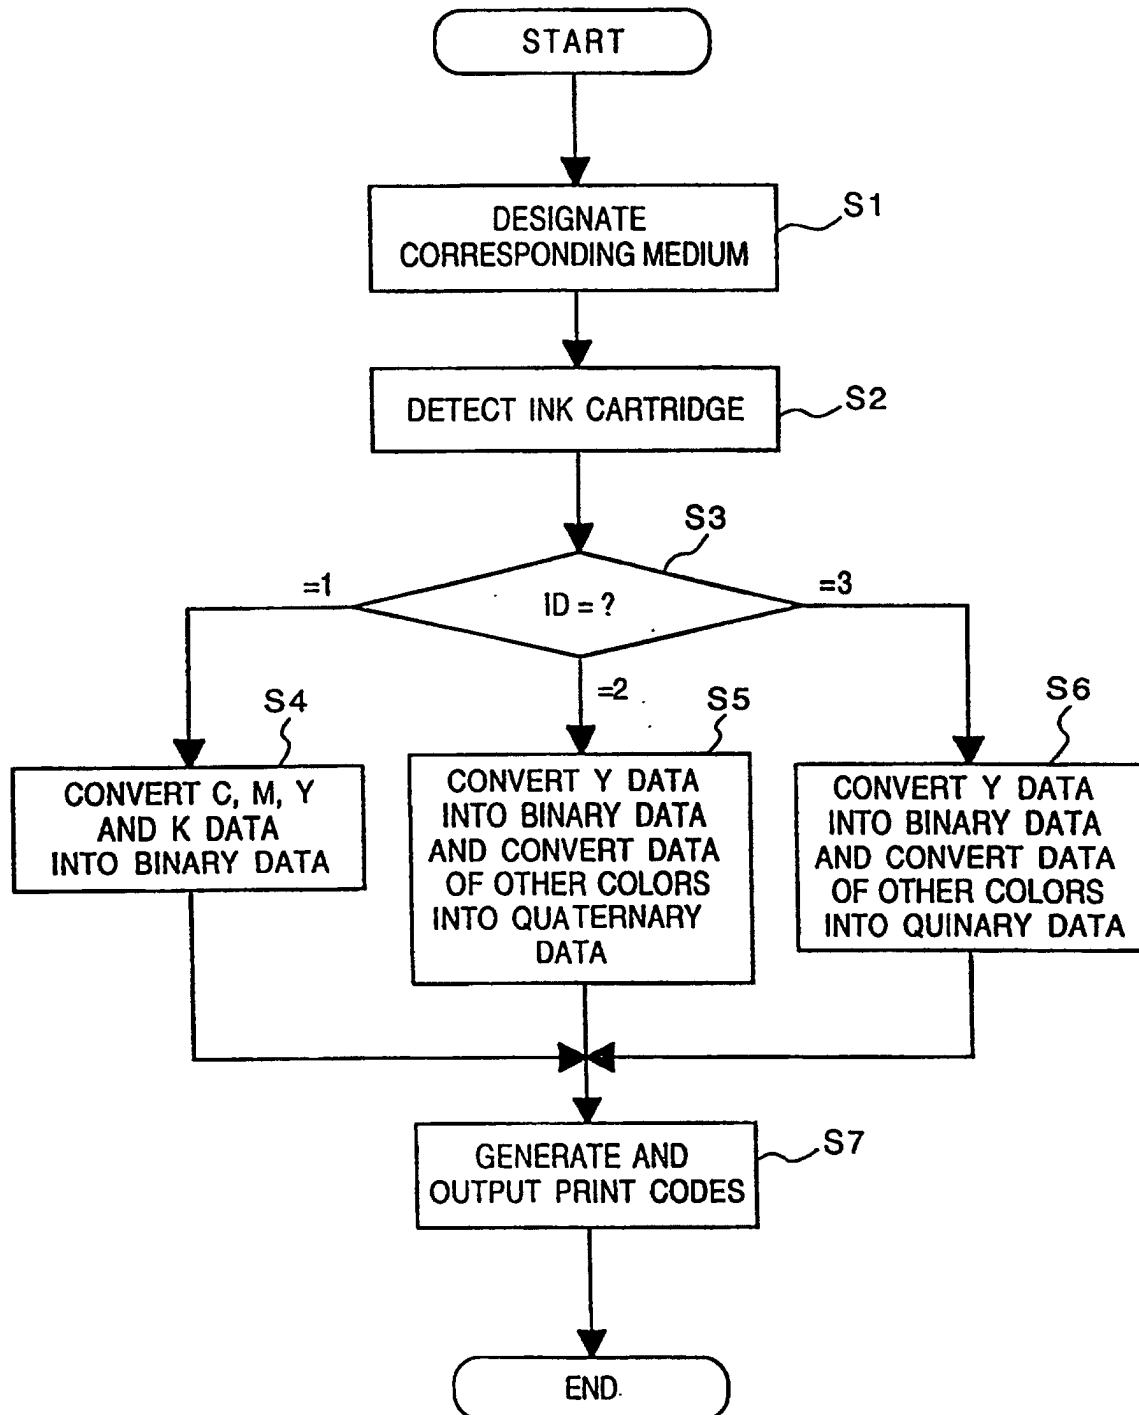 START
DESIGNATE
CORRESPONDING MEDIUM
S1
DETECT INK CARTRIDGE
S2
S3
ID = ?
=1
=2
=3
S4
CONVERT C, M, Y
AND K DATA
INTO BINARY DATA
S5
CONVERT Y DATA
INTO BINARY DATA
AND CONVERT DATA
OF OTHER COLORS
INTO QUATERNARY
DATA
S6
CONVERT Y DATA
INTO BINARY DATA
AND CONVERT DATA
OF OTHER COLORS
INTO QUINARY DATA
GENERATE AND
OUTPUT PRINT CODES
S7
END